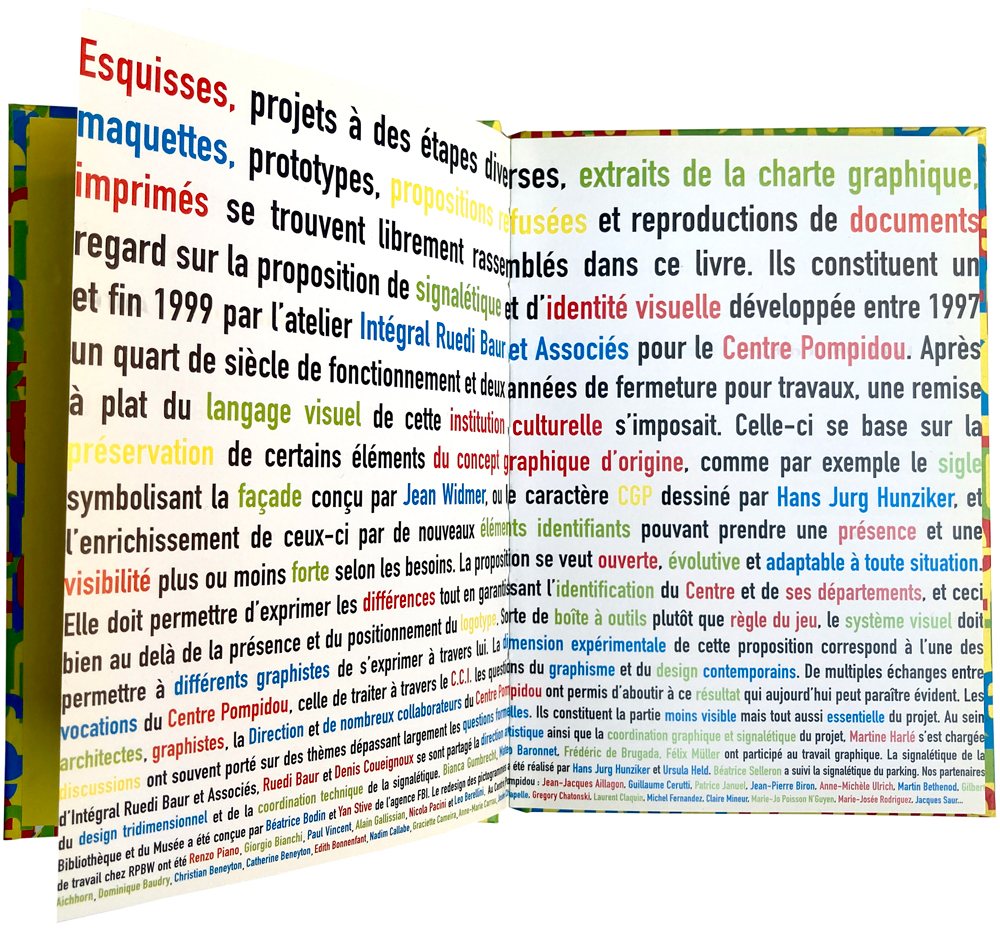 Esquisses, projets à des étapes diverses, extraits de la charte graphique,
maquettes, prototypes, propositions refusées et reproductions de documents
imprimés se trouvent librement rassemblés dans ce livre. Ils constituent un
regard sur la proposition de signalétique et d'identité visuelle développée entre 1997
et fin 1999 par l'atelier Intégral Ruedi Baur et Associés pour le Centre Pompidou. Après
un quart de siècle de fonctionnement et deux années de fermeture pour travaux, une remise
à plat du langage visuel de cette institution culturelle s'imposait. Celle-ci se base sur la
préservation de certains éléments du concept graphique d'origine, comme par exemple le sigle
symbolisant la façade conçu par Jean Widmer, ou le caractère CGP dessiné par Hans Jurg Hunziker, et
l'enrichissement de ceux-ci par de nouveaux éléments identifiants pouvant prendre une présence et une
visibilité plus ou moins forte selon les besoins. La proposition se veut ouverte, évolutive et adaptable à toute situation.
Elle doit permettre d'exprimer les différences tout en garantissant l'identification du Centre et de ses départements, et ceci
bien au delà de la présence et du positionnement du logotype. Sorte de boîte à outils plutôt que règle du jeu, le système visuel doit
permettre à différents graphistes de s'exprimer à travers lui. La dimension expérimentale de cette proposition correspond à l'une des
vocations du Centre Pompidou, celle de traiter à travers le C.C.I. les questions du graphisme et du design contemporains. De multiples échanges entre
architectes, graphistes, la Direction et de nombreux collaborateurs du Centre Pompidou ont permis d'aboutir à ce résultat qui aujourd'hui peut paraître évident. Les
discussions ont souvent porté sur des thèmes dépassant largement les questions formelles. Ils constituent la partie moins visible mais tout aussi essentielle du projet. Au sein
d'Intégral Ruedi Baur et Associés, Ruedi Baur et Denis Coueignoux se sont partagé la direction artistique ainsi que la coordination graphique et signalétique du projet, Martine Harlé s'est chargée
du design tridimensionnel et de la coordination technique de la signalétique. Bianca Gumbrecht, Baronnet, Frédéric de Brugada, Félix Müller ont participé au travail graphique. La signalétique de la
Bibliothèque et du Musée a été conçue par Béatrice Bodin et Yan Stive de l'agence FBI. Le redesign des pictogrammes a été réalisé par Hans Jurg Hunziker et Ursula Held. Béatrice Selleron a suivi la signalétique du parking. Nos partenaires
de travail chez RPBW ont été Renzo Piano, Giorgio Bianchi, Paul Vincent, Alain Gallissian, Nicola Pacini et Leo Berellini. Au Centre Pompidou : Jean-Jacques Aillagon, Guillaume Cerutti, Patrice Januel, Jean-Pierre Biron, Anne-Michèle Ulrich, Martin Bethenod, Gilbert
Aichhorn, Dominique Baudry, Christian Beneyton, Catherine Beneyton, Edith Bonnenfant, Nadim Callabe, Graciette Cameira, Gregory Chatonski, Laurent Claquin, Michel Fernandez, Claire Mineur, Marie-Jo Poisson N'Guyen, Marie-Josée Rodriguez, Jacques Saur...